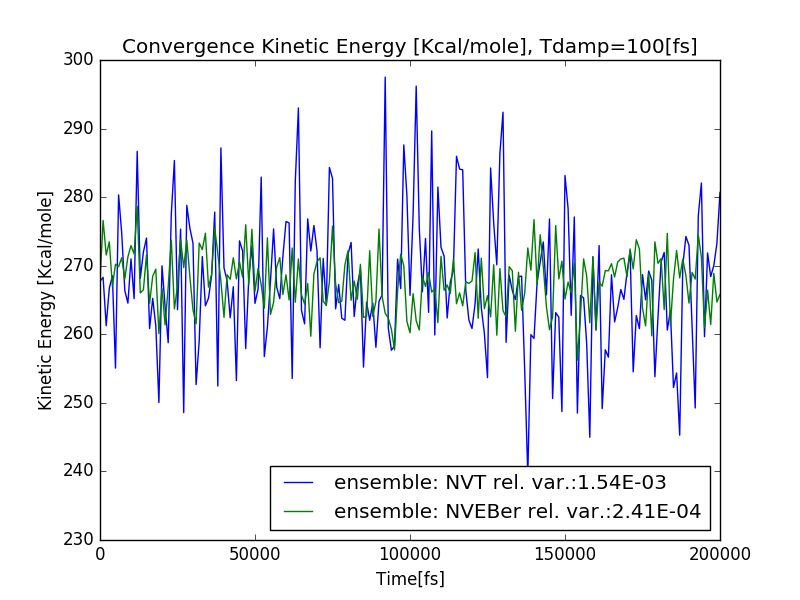 Convergence Kinetic Energy [Kcal/mole], Tdamp=100[fs]
300
290
280
270
260
250
240
230
Kinetic Energy [Kcal/mole]
ensemble: NVT rel. var.:1.54E-03
ensemble: NVEBer rel. var.:2.41E-04
0 50000 100000 150000 200000
Time[fs]